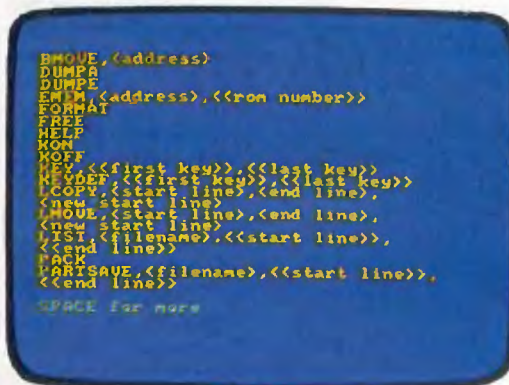 BMOVE,<address>
DUMPA
DUMPE
EMEM,<address>,<<rom number>>
FORMAT
FREE
HELP
KON
KOFF
KEY,<<first key>>,<<last key>>
KEYDEF,<<first key>>,<<last key>>
LCOPY,<start line>,<end line>,
<new start line>
LMOVE,<start line>,<end line>,
<new start line>
LIST,<filename>,<<start line>>,
<<end line>>
PACK
PARTSAVE,<filename>,<<start line>>,
<<end line>>
SPACE for more